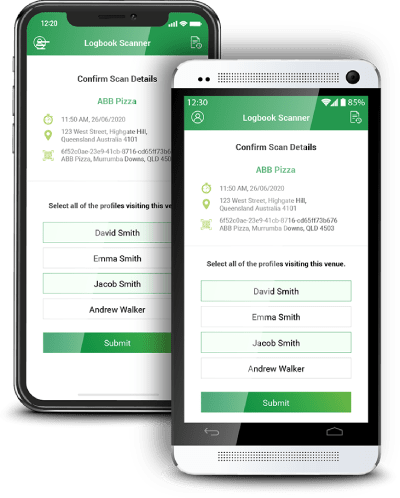 12:20
Logbook Scanner
Confirm Scan Details
ABB Pizza
11:50 AM, 26/06/2020
123 West Street, Highgate Hill,
Queensland Australia 4101
6f52c0ae-23e9-41cb-8716-cd65ff73b6
ABB Pizza, Murrumba Downs, QLD 45
Select all of the profiles visiting this ve
David Smith
Emma Smith
Jacob Smith
Andrew Walker
Submit
12:30
85%
Logbook Scanner
Confirm Scan Details
ABB Pizza
11:50 AM, 26/06/2020
123 West Street, Highgate Hill,
Queensland Australia 4101
6f52c0ae-23e9-41cb-8716-cd65ff73b676
ABB Pizza, Murrumba Downs, QLD 4503
Select all of the profiles visiting this venue.
David Smith
Emma Smith
Jacob Smith
Andrew Walker
Submit